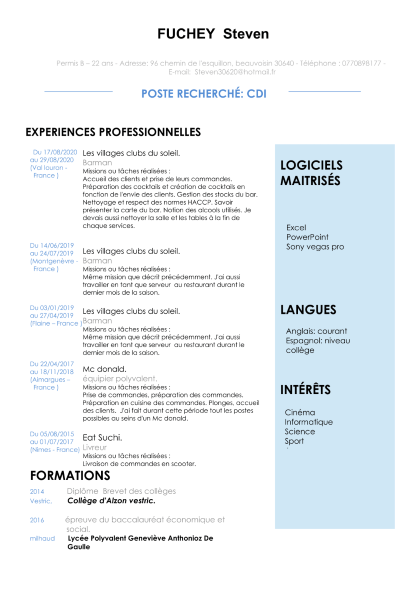 FUCHEY Steven
Permis B – 22 ans - Adresse: 96 chemin de l'esquillon, beauvoisin 30640 - Téléphone : 0770898177 -
E-mail: Steven30620@hotmail.fr
POSTE RECHERCHÉ: CDI
EXPERIENCES PROFESSIONNELLES
Du 17/08/2020
au 29/08/2020
(Val louron -
France )
Les villages clubs du soleil.
Barman
Missions ou tâches réalisées :
Accueil des clients et prise de leurs commandes.
Préparation des cocktails et création de cocktails en
fonction de l'envie des clients. Gestion des stocks du bar.
Nettoyage et respect des normes HACCP. Savoir
présenter la carte du bar. Notion des alcools utilisés. Je
devais aussi nettoyer la salle et les tables à la fin de
chaque services.
Du 14/06/2019
au 24/07/2019
(Montgenèvre -
France )
Les villages clubs du soleil.
Barman
Missions ou tâches réalisées :
Même mission que décrit précédemment. J'ai aussi
travailler en tant que serveur au restaurant durant le
dernier mois de la saison.
Du 03/01/2019
au 27/04/2019
(Flaine – France )
Les villages clubs du soleil.
Barman
Missions ou tâches réalisées :
Même mission que décrit précédemment. J'ai aussi
travailler en tant que serveur au restaurant durant le
dernier mois de la saison.
Du 22/04/2017
au 18/11/2018
(Aimargues -
France )
Mc donald.
équipier polyvalent.
Missions ou tâches réalisées :
Prise de commandes, préparation des commandes.
Préparation en cuisine des commandes. Plonges, accueil
des clients. J'ai fait durant cette période tout les postes
possibles au seins d'un Mc donald.
Du 05/08/2015
au 01/07/2017
(Nîmes - France)
Eat Suchi.
Livreur
Missions ou tâches réalisées :
Livraison de commandes en scooter.
FORMATIONS
2014
Vestric.
Diplôme Brevet des collèges
Collège d'Alzon vestric.
2016
milhaud
épreuve du baccalauréat économique et
social.
Lycée Polyvalent Geneviève Anthonioz De
Gaulle
LOGICIELS
MAITRISÉS
Excel
PowerPoint
Sony vegas pro
LANGUES
Anglais: courant
Espagnol: niveau
collège
INTÉRÊTS
Cinéma
Informatique
Science
Sport
.